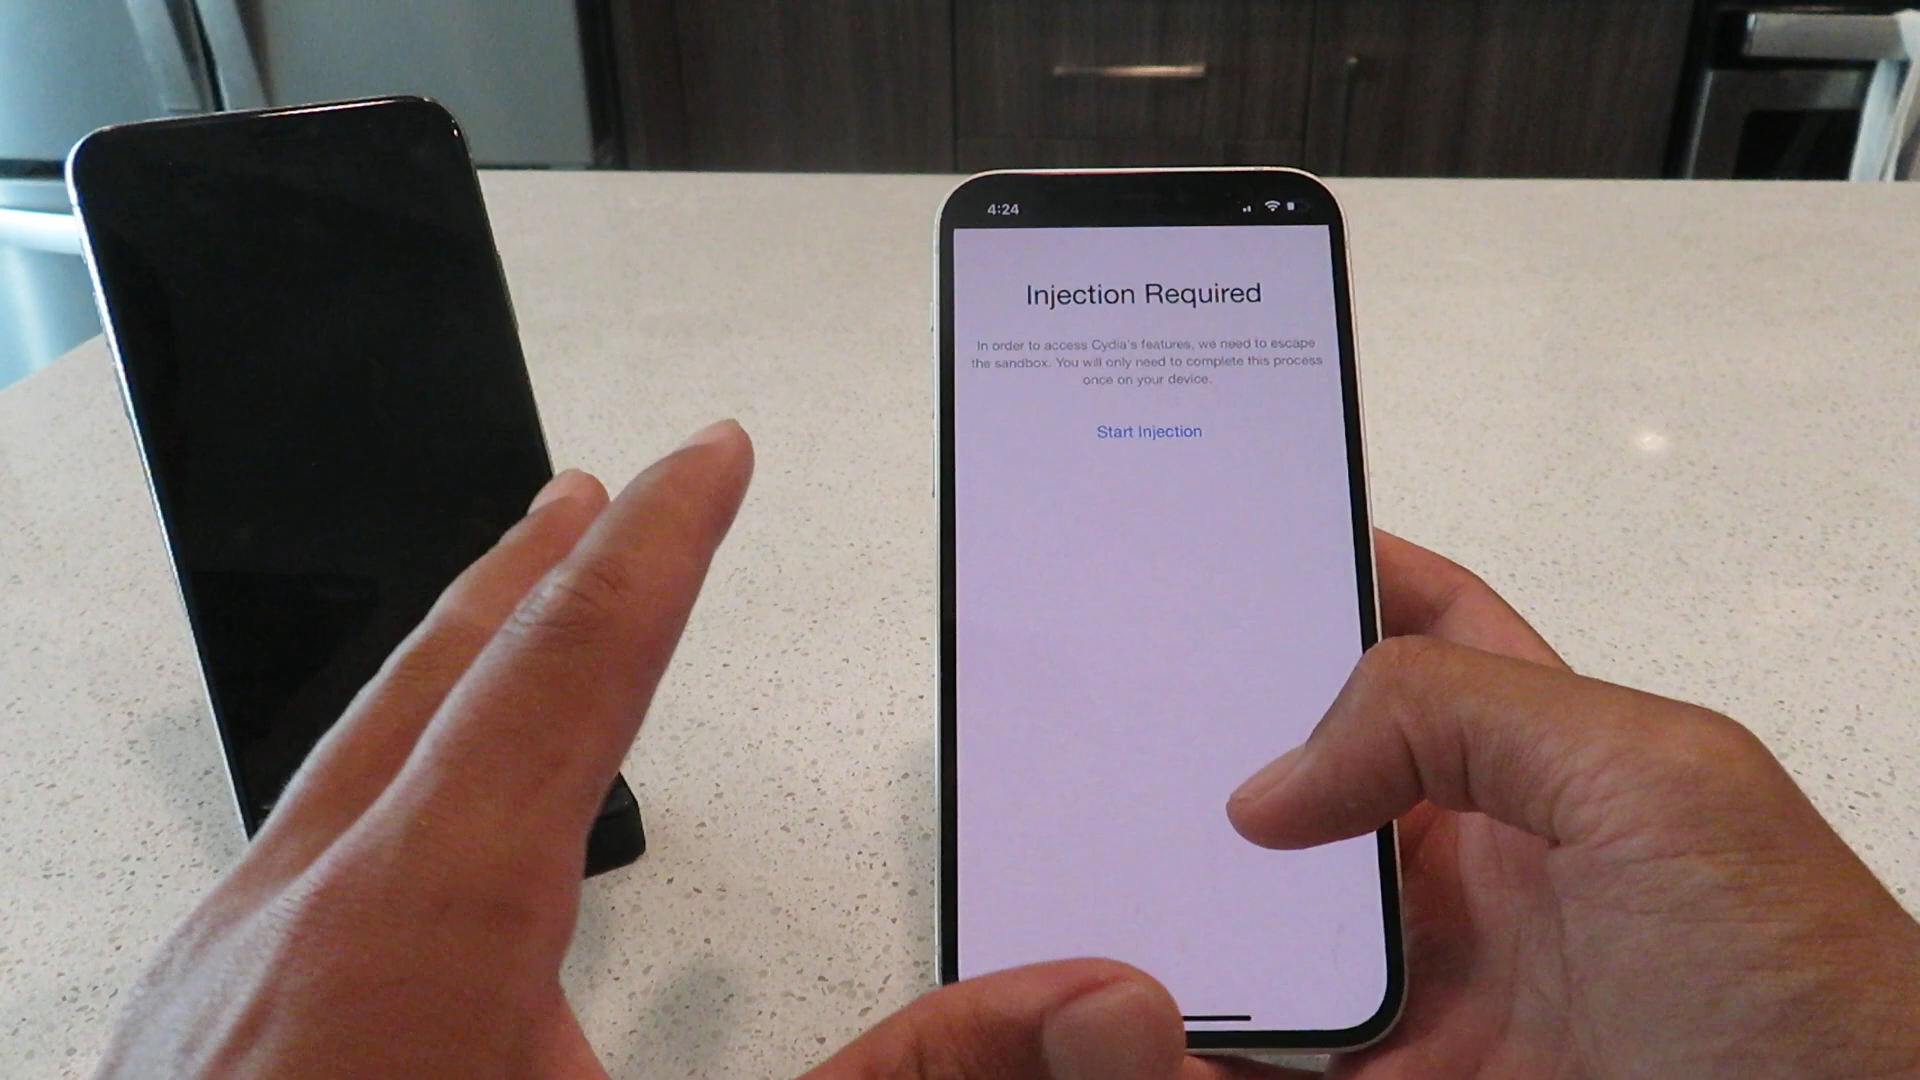 4:24
Injection Required
In order to access Cydia's features, we need to escape
the sandbox. You will only need to complete this process
once on your device.
Start Injection